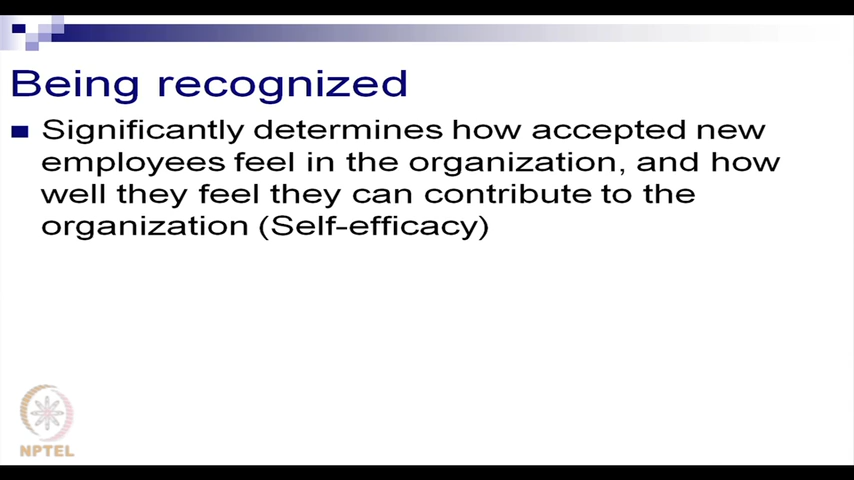 Being recognized
Significantly determines how accepted new
employees feel in the organization, and how
well they feel they can contribute to the
organization (Self-efficacy)
NPTEL